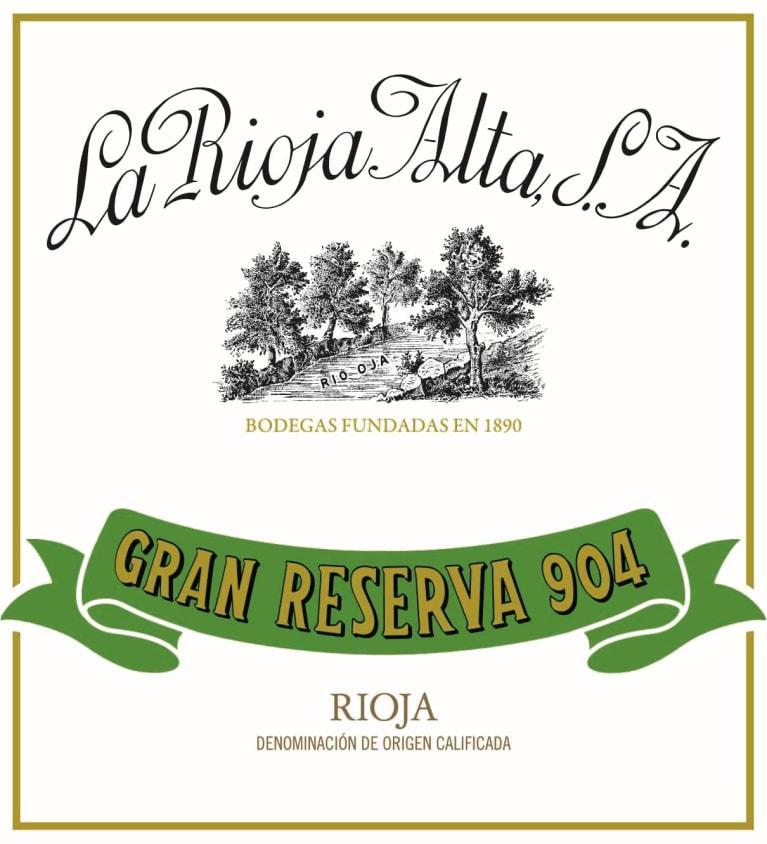 La Rioja Alta, S.A.
RIO OJA
BODEGAS FUNDADAS EN 1890
GRAN RESERVA 904
RIOJA
DENOMINACIÓN DE ORIGEN CALIFICADA